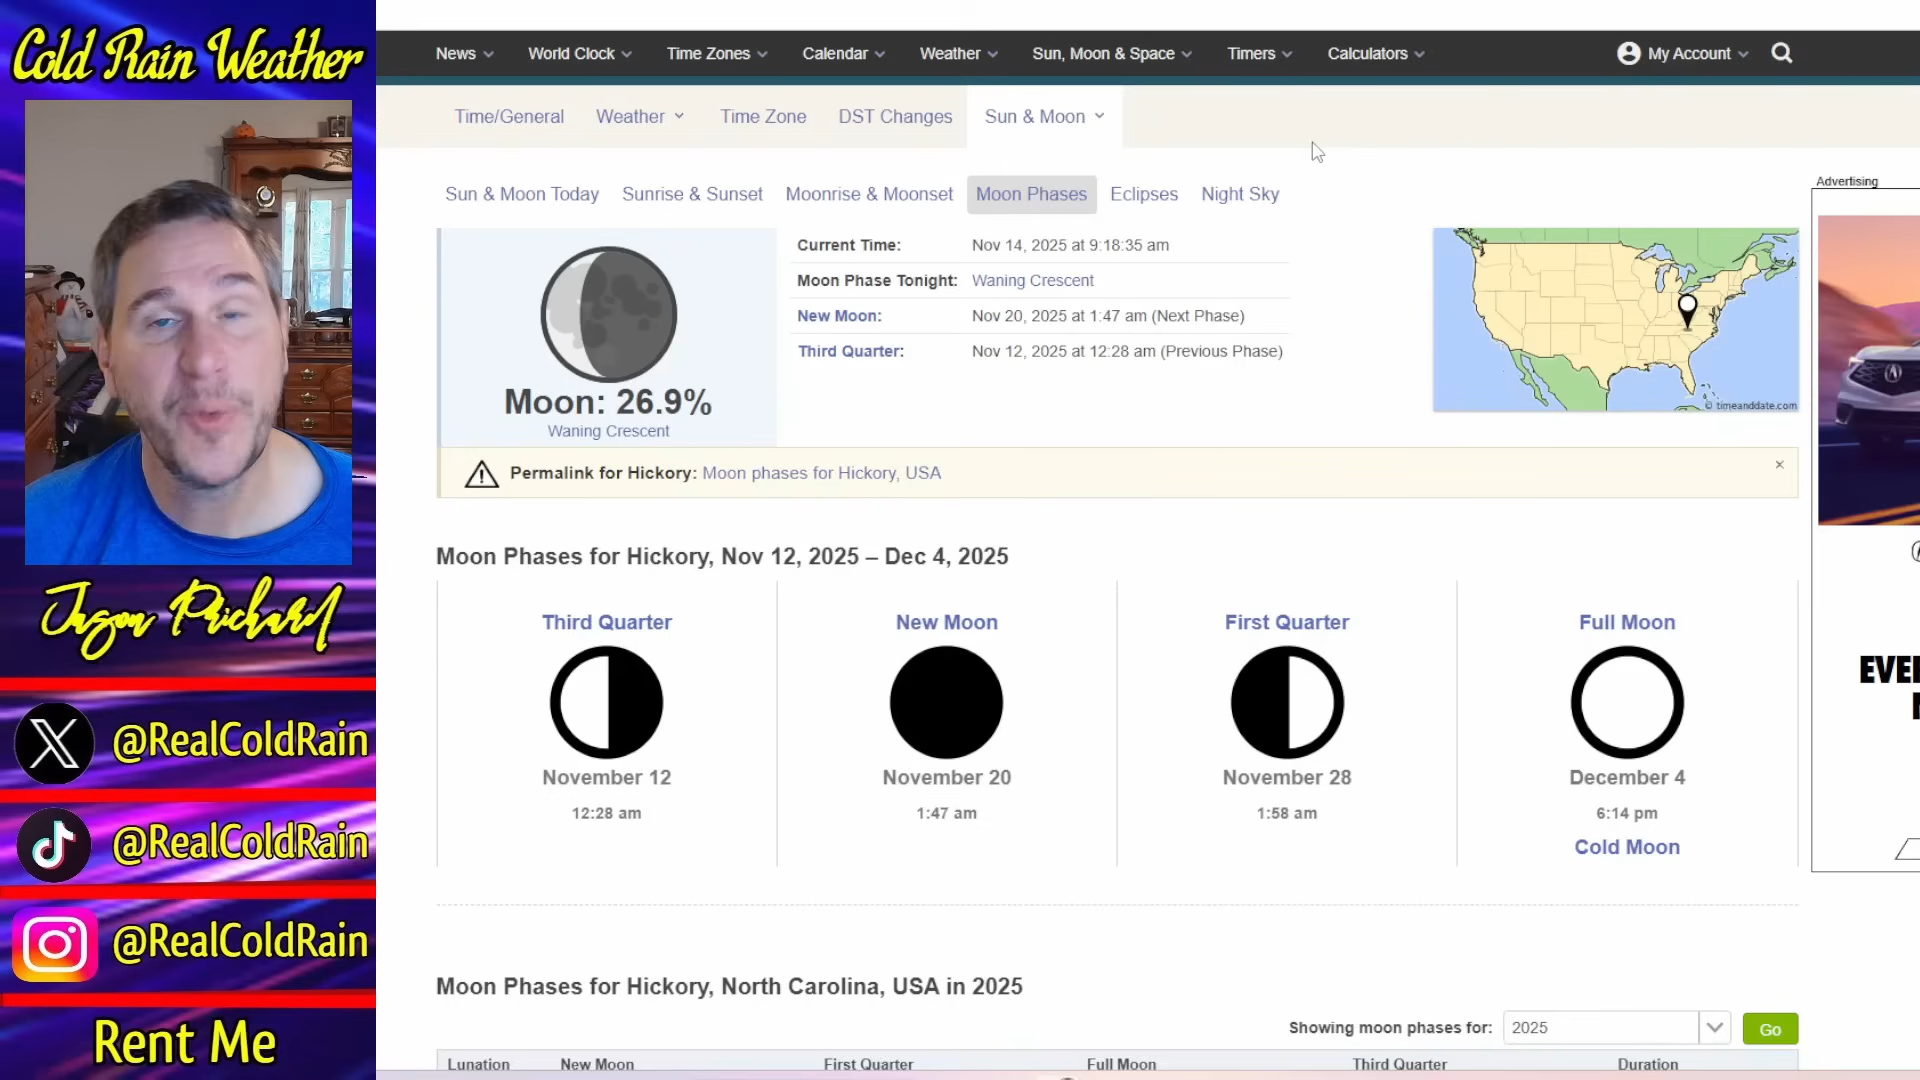 Cold Rain Weather
Jason Prichard
@RealColdRain
@RealColdRain
@RealColdRain
Rent Me
News
World Clock
Time Zones
Calendar
Weather
Sun, Moon & Space
Timers
Calculators
My Account
Time/General
Weather
Time Zone
DST Changes
Sun & Moon
Sun & Moon Today
Sunrise & Sunset
Moonrise & Moonset
Moon Phases
Eclipses
Night Sky
Moon: 26.9%
Waning Crescent
Current Time: Nov 14, 2025 at 9:18:35 am
Moon Phase Tonight: Waning Crescent
New Moon: Nov 20, 2025 at 1:47 am (Next Phase)
Third Quarter: Nov 12, 2025 at 12:28 am (Previous Phase)
© timeanddate.com
Advertising
Permalink for Hickory: Moon phases for Hickory, USA
×
Moon Phases for Hickory, Nov 12, 2025 – Dec 4, 2025
Third Quarter
November 12
12:28 am
New Moon
November 20
1:47 am
First Quarter
November 28
1:58 am
Full Moon
December 4
6:14 pm
Cold Moon
Moon Phases for Hickory, North Carolina, USA in 2025
Showing moon phases for: 2025
Go
Lunation New Moon First Quarter Full Moon Third Quarter Duration